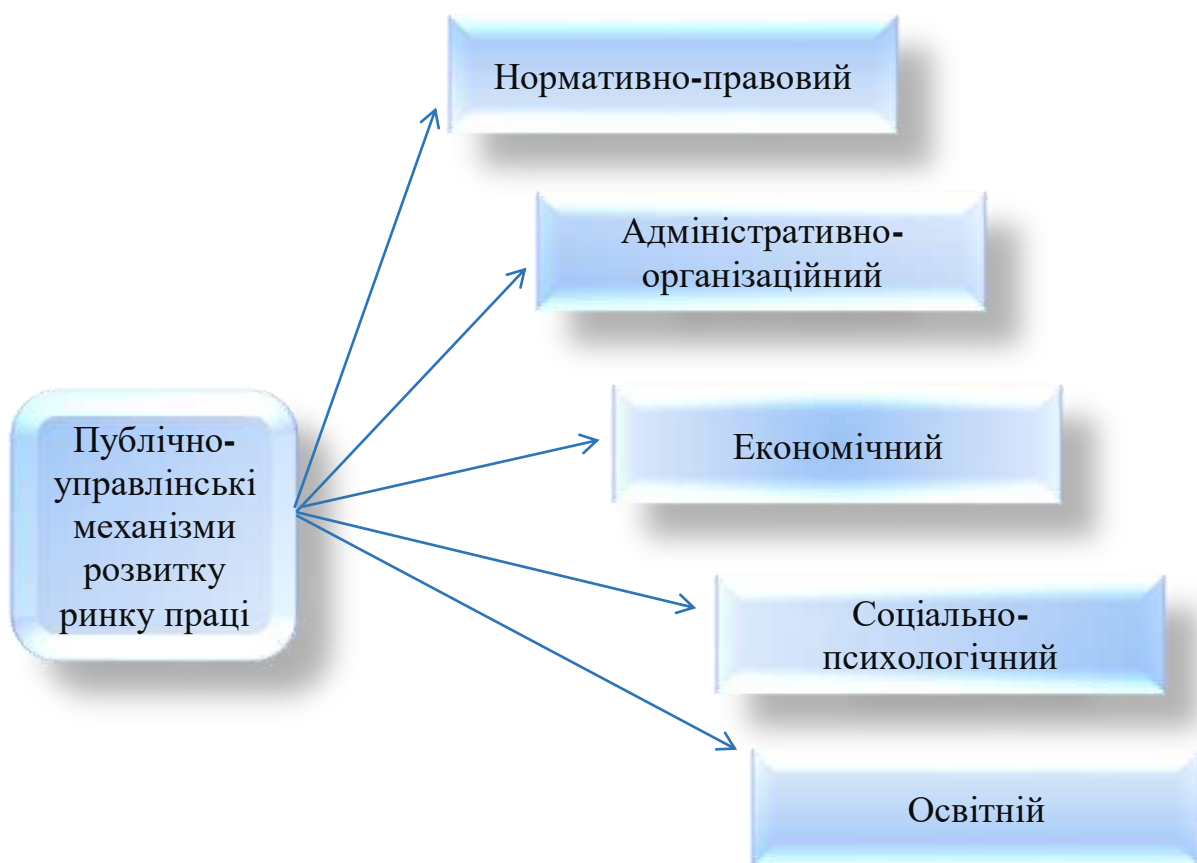 Нормативно-правовий
Адміністративно-
організаційний
Економічний
Публічно-
управлінські
механізми
розвитку
ринку праці
Соціально-
психологічний
Освітній